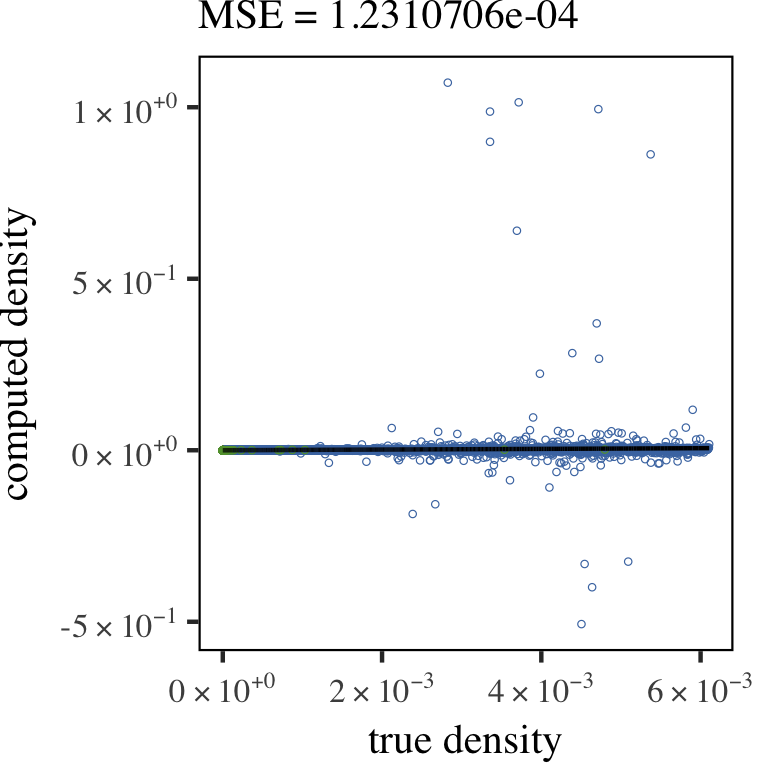 MSE = 1.2310706e-04
computed density
1 × 10⁺⁰
5 × 10⁻¹
0 × 10⁺⁰
-5 × 10⁻¹
0 × 10⁺⁰ 2 × 10⁻³ 4 × 10⁻³ 6 × 10⁻³
true density